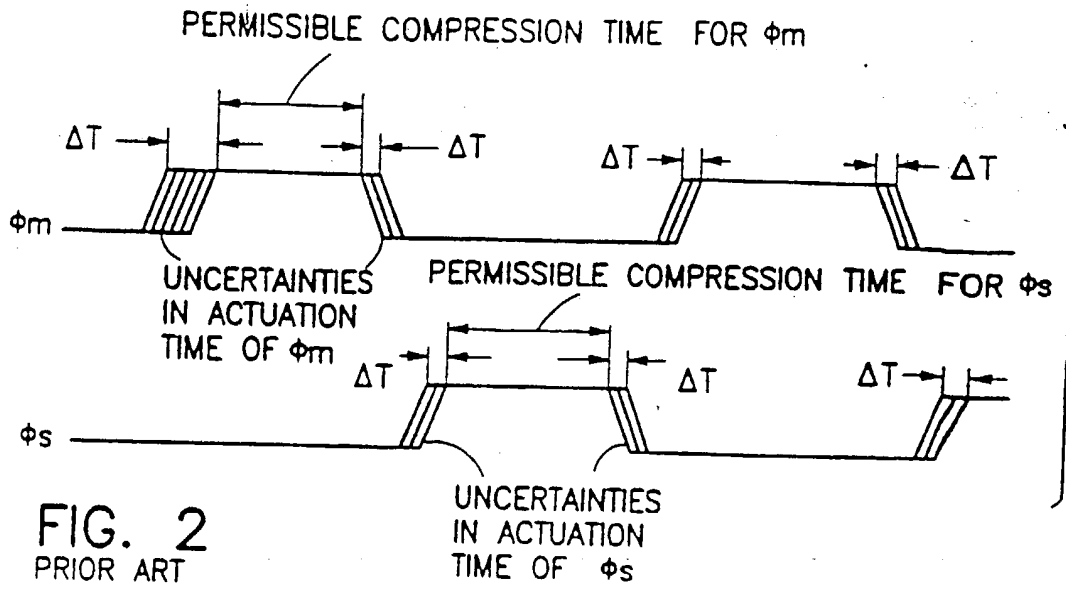 PERMISSIBLE COMPRESSION TIME FOR ϕm
ΔT ΔT ΔT ΔT
ϕm
UNCERTAINTIES
IN ACTUATION
TIME OF ϕm
PERMISSIBLE COMPRESSION TIME FOR ϕs
ΔT ΔT ΔT
ϕs
UNCERTAINTIES
IN ACTUATION
TIME OF ϕs
FIG. 2
PRIOR ART